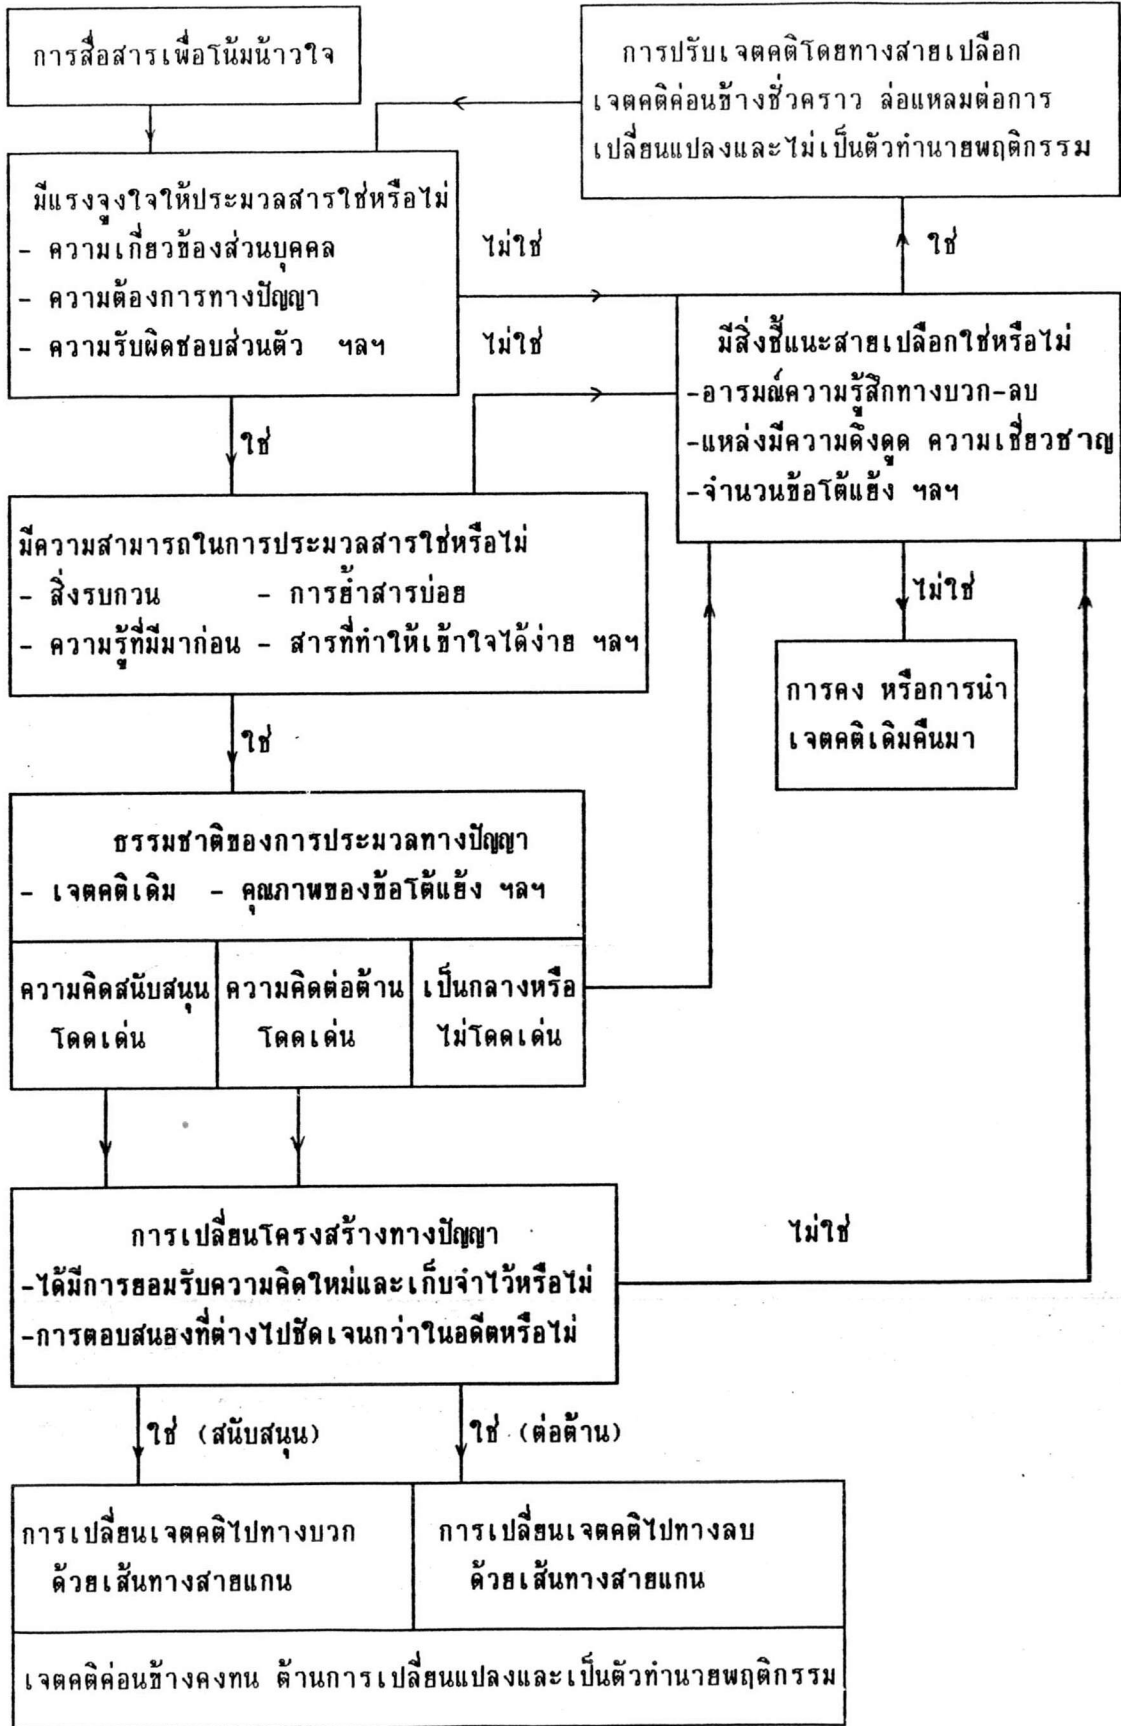 การสื่อสารเพื่อโน้มน้าวใจ
การปรับเจตคติโดยทางสายเปลือก
เจตคติค่อนข้างชั่วคราว ล่อแหลมต่อการ
เปลี่ยนแปลงและไม่เป็นตัวทำนายพฤติกรรม
มีแรงจูงใจให้ประมวลสารใช่หรือไม่
- ความเกี่ยวข้องส่วนบุคคล
- ความต้องการทางปัญญา
- ความรับผิดชอบส่วนตัว ฯลฯ
ไม่ใช่
ไม่ใช่
ใช่
มีสิ่งชี้แนะสายเปลือกใช่หรือไม่
-อารมณ์ความรู้สึกทางบวก-ลบ
-แหล่งมีความดึงดูด ความเชี่ยวชาญ
-จำนวนข้อโต้แย้ง ฯลฯ
ใช่
มีความสามารถในการประมวลสารใช่หรือไม่
- สิ่งรบกวน - การย้ำสารบ่อย
- ความรู้ที่มีมาก่อน - สารที่ทำให้เข้าใจได้ง่าย ฯลฯ
ไม่ใช่
การคง หรือการนำ
เจตคติเดิมคืนมา
ใช่
ธรรมชาติของการประมวลทางปัญญา
- เจตคติเดิม - คุณภาพของข้อโต้แย้ง ฯลฯ
ความคิดสนับสนุน
โดดเด่น
ความคิดต่อต้าน
โดดเด่น
เป็นกลางหรือ
ไม่โดดเด่น
การเปลี่ยนโครงสร้างทางปัญญา
-ได้มีการยอมรับความคิดใหม่และเก็บจำไว้หรือไม่
-การตอบสนองที่ต่างไปชัดเจนกว่าในอดีตหรือไม่
ไม่ใช่
ใช่ (สนับสนุน)
ใช่ (ต่อต้าน)
การเปลี่ยนเจตคติไปทางบวก
ด้วยเส้นทางสายแกน
การเปลี่ยนเจตคติไปทางลบ
ด้วยเส้นทางสายแกน
เจตคติค่อนข้างคงทน ต้านการเปลี่ยนแปลงและเป็นตัวทำนายพฤติกรรม